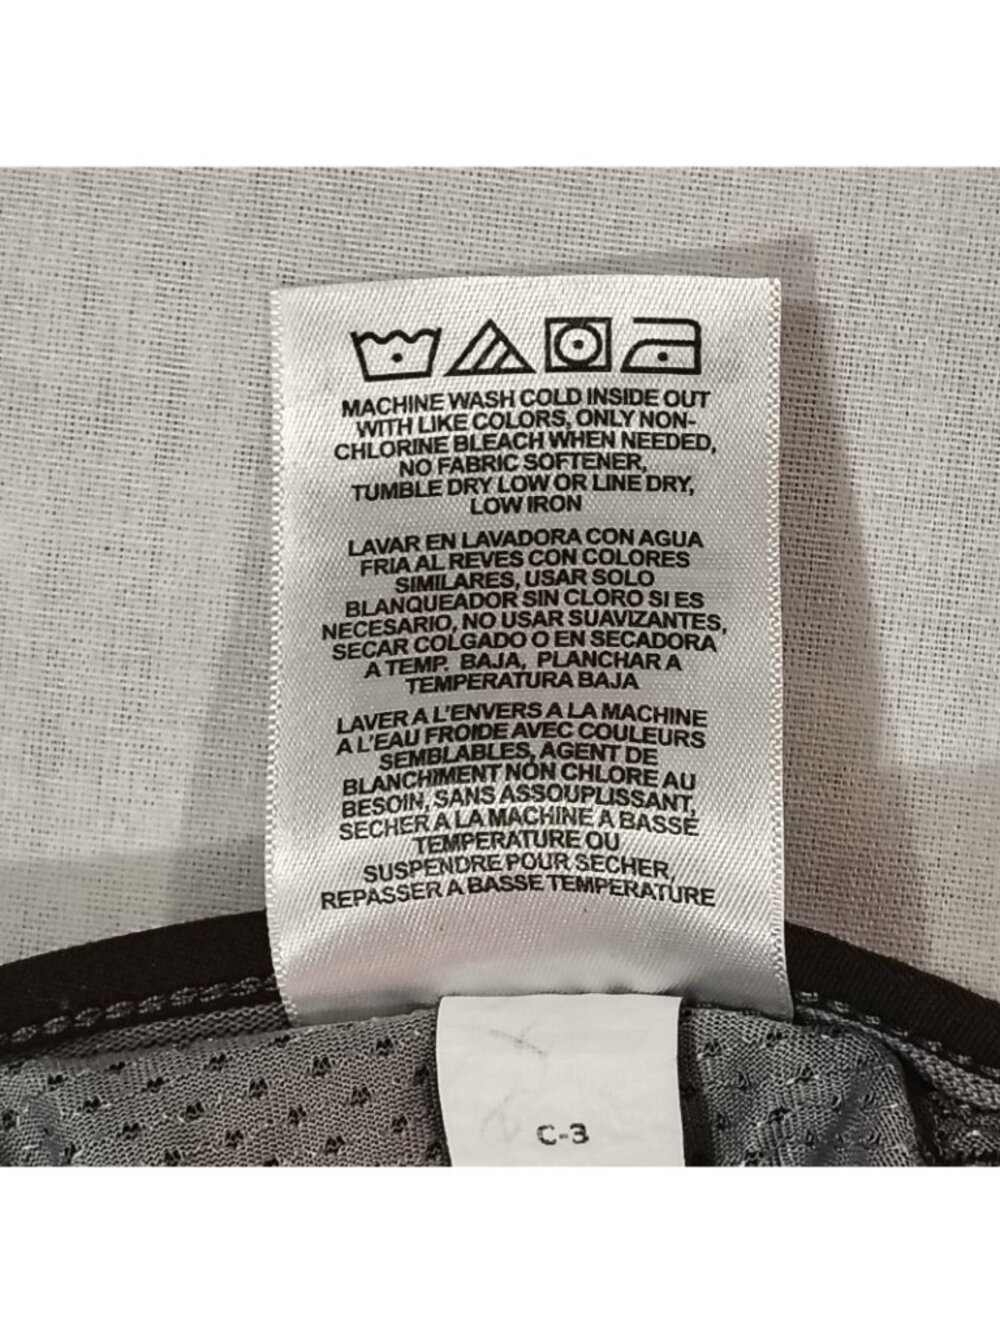 MACHINE WASH COLD INSIDE OUT
WITH LIKE COLORS, ONLY NON-
CHLORINE BLEACH WHEN NEEDED,
NO FABRIC SOFTENER,
TUMBLE DRY LOW OR LINE DRY,
LOW IRON
LAVAR EN LAVADORA CON AGUA
FRIA AL REVES CON COLORES
SIMILARES, USAR SOLO
BLANQUEADOR SIN CLORO SI ES
NECESARIO, NO USAR SUAVIZANTES,
SECAR COLGADO O EN SECADORA
A TEMP. BAJA, PLANCHAR A
TEMPERATURA BAJA
LAVER A L'ENVERS A LA MACHINE
A L'EAU FROIDE AVEC COULEURS
SEMBLABLES, AGENT DE
BLANCHIMENT NON CHLORE AU
BESOIN, SANS ASSOUPLISSANT,
SECHER A LA MACHINE A BASSE
TEMPERATURE OU
SUSPENDRE POUR SECHER,
REPASSER A BASSE TEMPERATURE
C-3